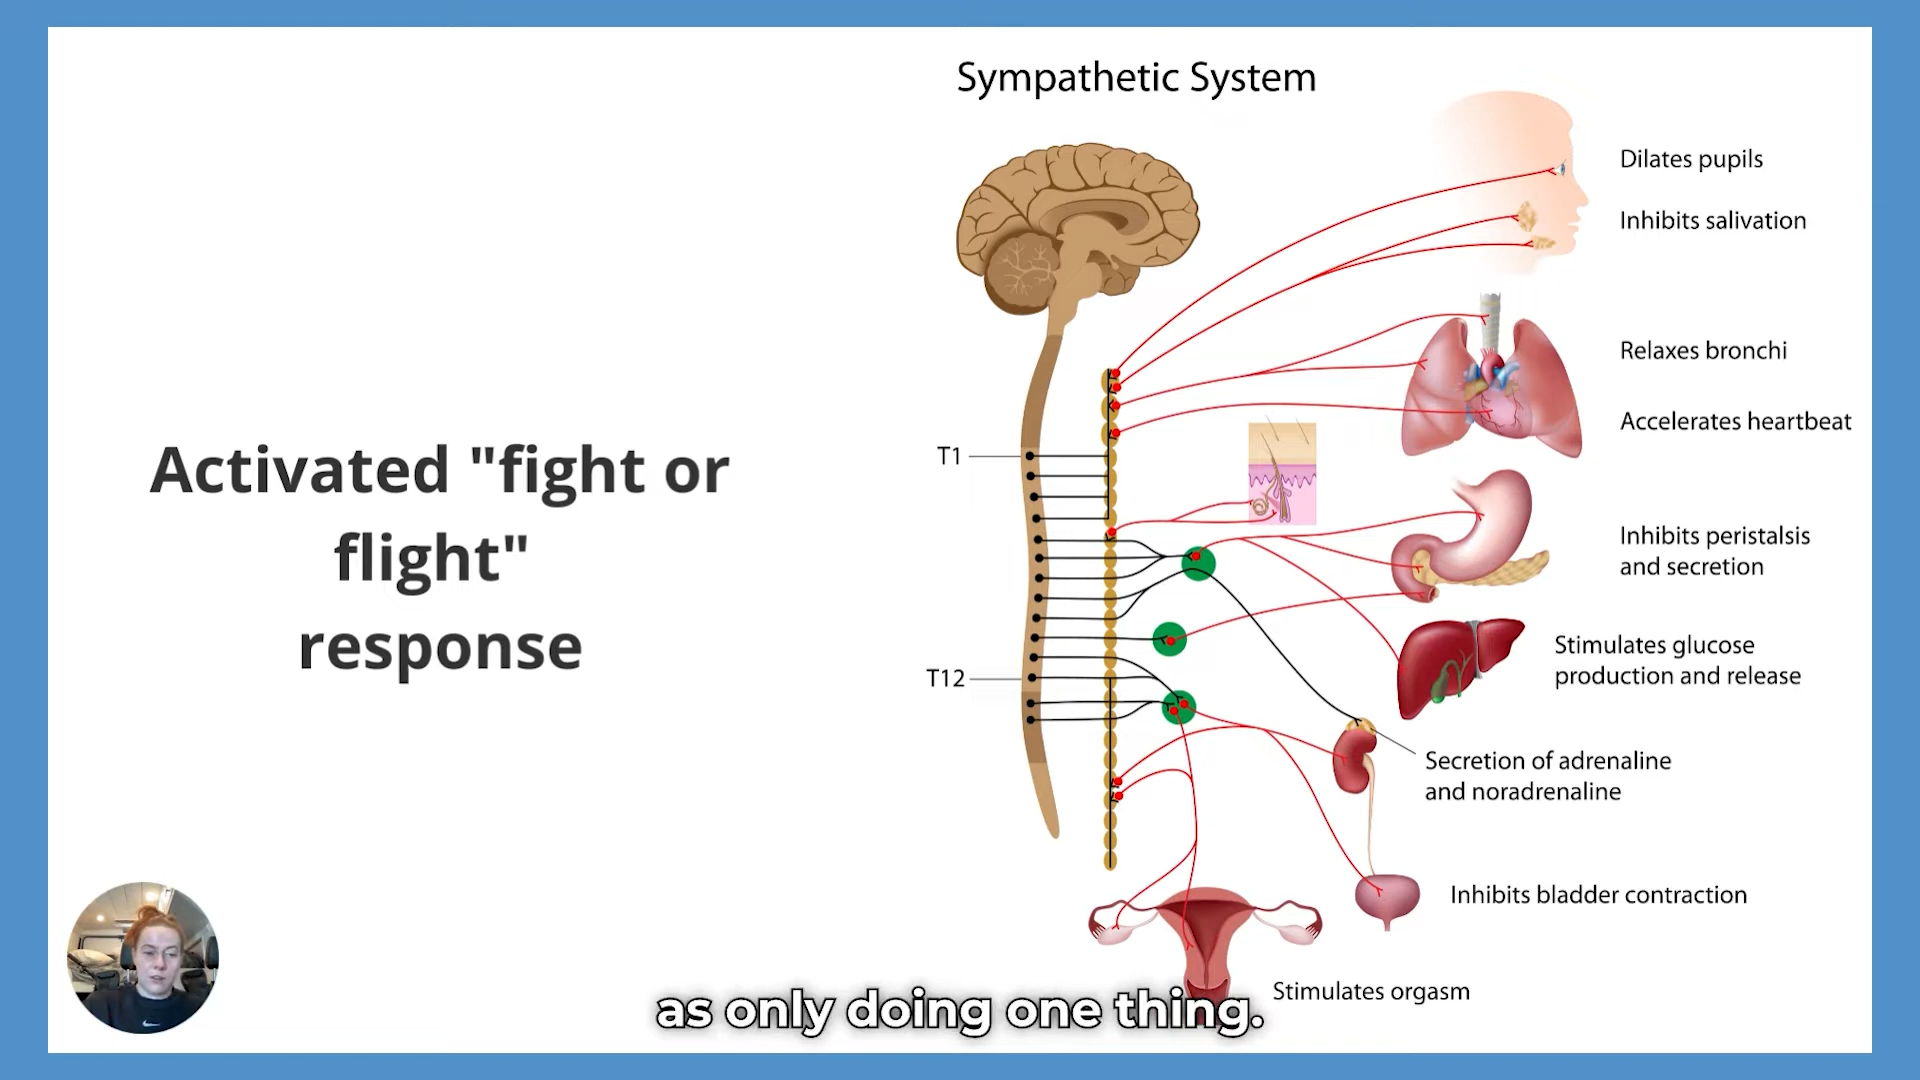 Sympathetic System
Activated "fight or
flight"
response
Dilates pupils
Inhibits salivation
Relaxes bronchi
Accelerates heartbeat
T1
Inhibits peristalsis
and secretion
Stimulates glucose
production and release
T12
Secretion of adrenaline
and noradrenaline
Inhibits bladder contraction
Stimulates orgasm
as only doing one thing.